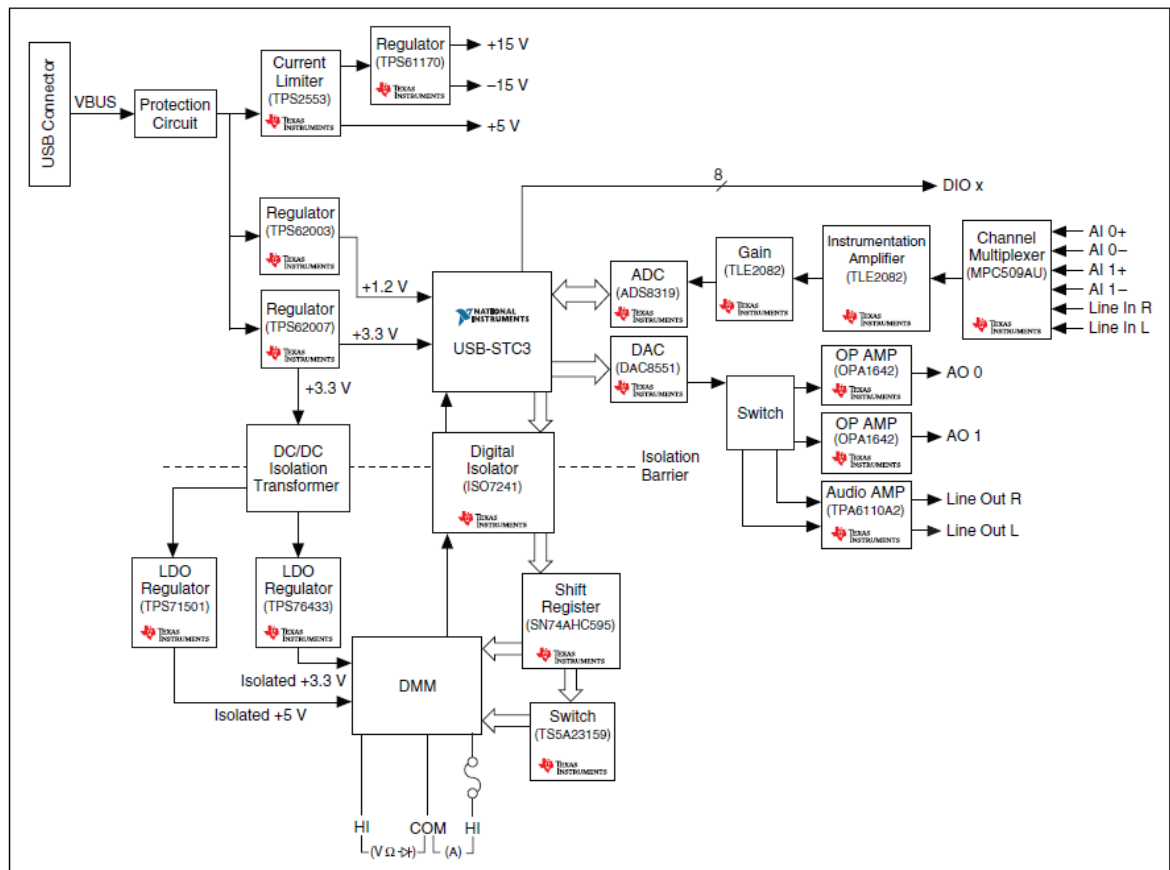 USB Connector
VBUS
Protection
Circuit
Current
Limiter
(TPS2553)
TEXAS
INSTRUMENTS
Regulator
(TPS61170)
TEXAS
INSTRUMENTS
+15 V
−15 V
+5 V
Regulator
(TPS62003)
TEXAS
INSTRUMENTS
+1.2 V
Regulator
(TPS62007)
TEXAS
INSTRUMENTS
+3.3 V
+3.3 V
NATIONAL
INSTRUMENTS
USB-STC3
8
DIO x
ADC
(ADS8319)
TEXAS
INSTRUMENTS
Gain
(TLE2082)
TEXAS
INSTRUMENTS
Instrumentation
Amplifier
(TLE2082)
TEXAS
INSTRUMENTS
Channel
Multiplexer
(MPC509AU)
TEXAS
INSTRUMENTS
AI 0+
AI 0−
AI 1+
AI 1−
Line In R
Line In L
DAC
(DAC8551)
TEXAS
INSTRUMENTS
Switch
OP AMP
(OPA1642)
TEXAS
INSTRUMENTS
AO 0
OP AMP
(OPA1642)
TEXAS
INSTRUMENTS
AO 1
Audio AMP
(TPA6110A2)
TEXAS
INSTRUMENTS
Line Out R
Line Out L
DC/DC
Isolation
Transformer
Digital
Isolator
(ISO7241)
TEXAS
INSTRUMENTS
Isolation
Barrier
LDO
Regulator
(TPS71501)
TEXAS
INSTRUMENTS
LDO
Regulator
(TPS76433)
TEXAS
INSTRUMENTS
Shift
Register
(SN74AHC595)
TEXAS
INSTRUMENTS
Isolated +3.3 V
Isolated +5 V
DMM
Switch
(TS5A23159)
TEXAS
INSTRUMENTS
HI
COM
HI
(V Ω )
(A)